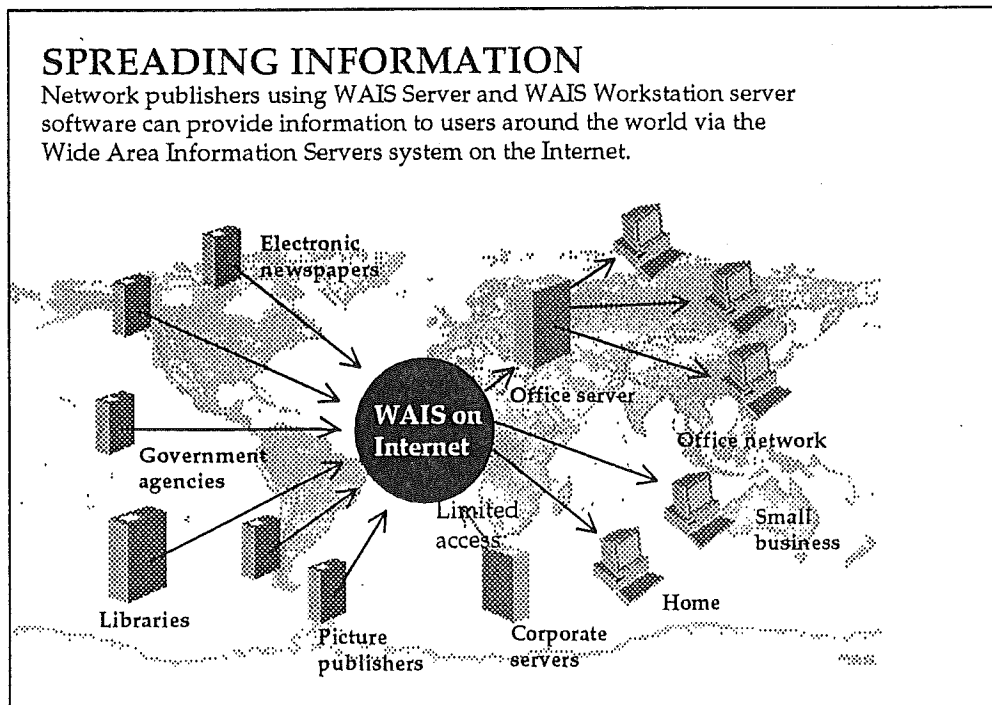 SPREADING INFORMATION
Network publishers using WAIS Server and WAIS Workstation server
software can provide information to users around the world via the
Wide Area Information Servers system on the Internet.
Electronic
newspapers
Office server
WAIS on
Internet
Office network
Government
agencies
Limited
access
Small
business
Libraries
Home
Picture
publishers
Corporate
servers